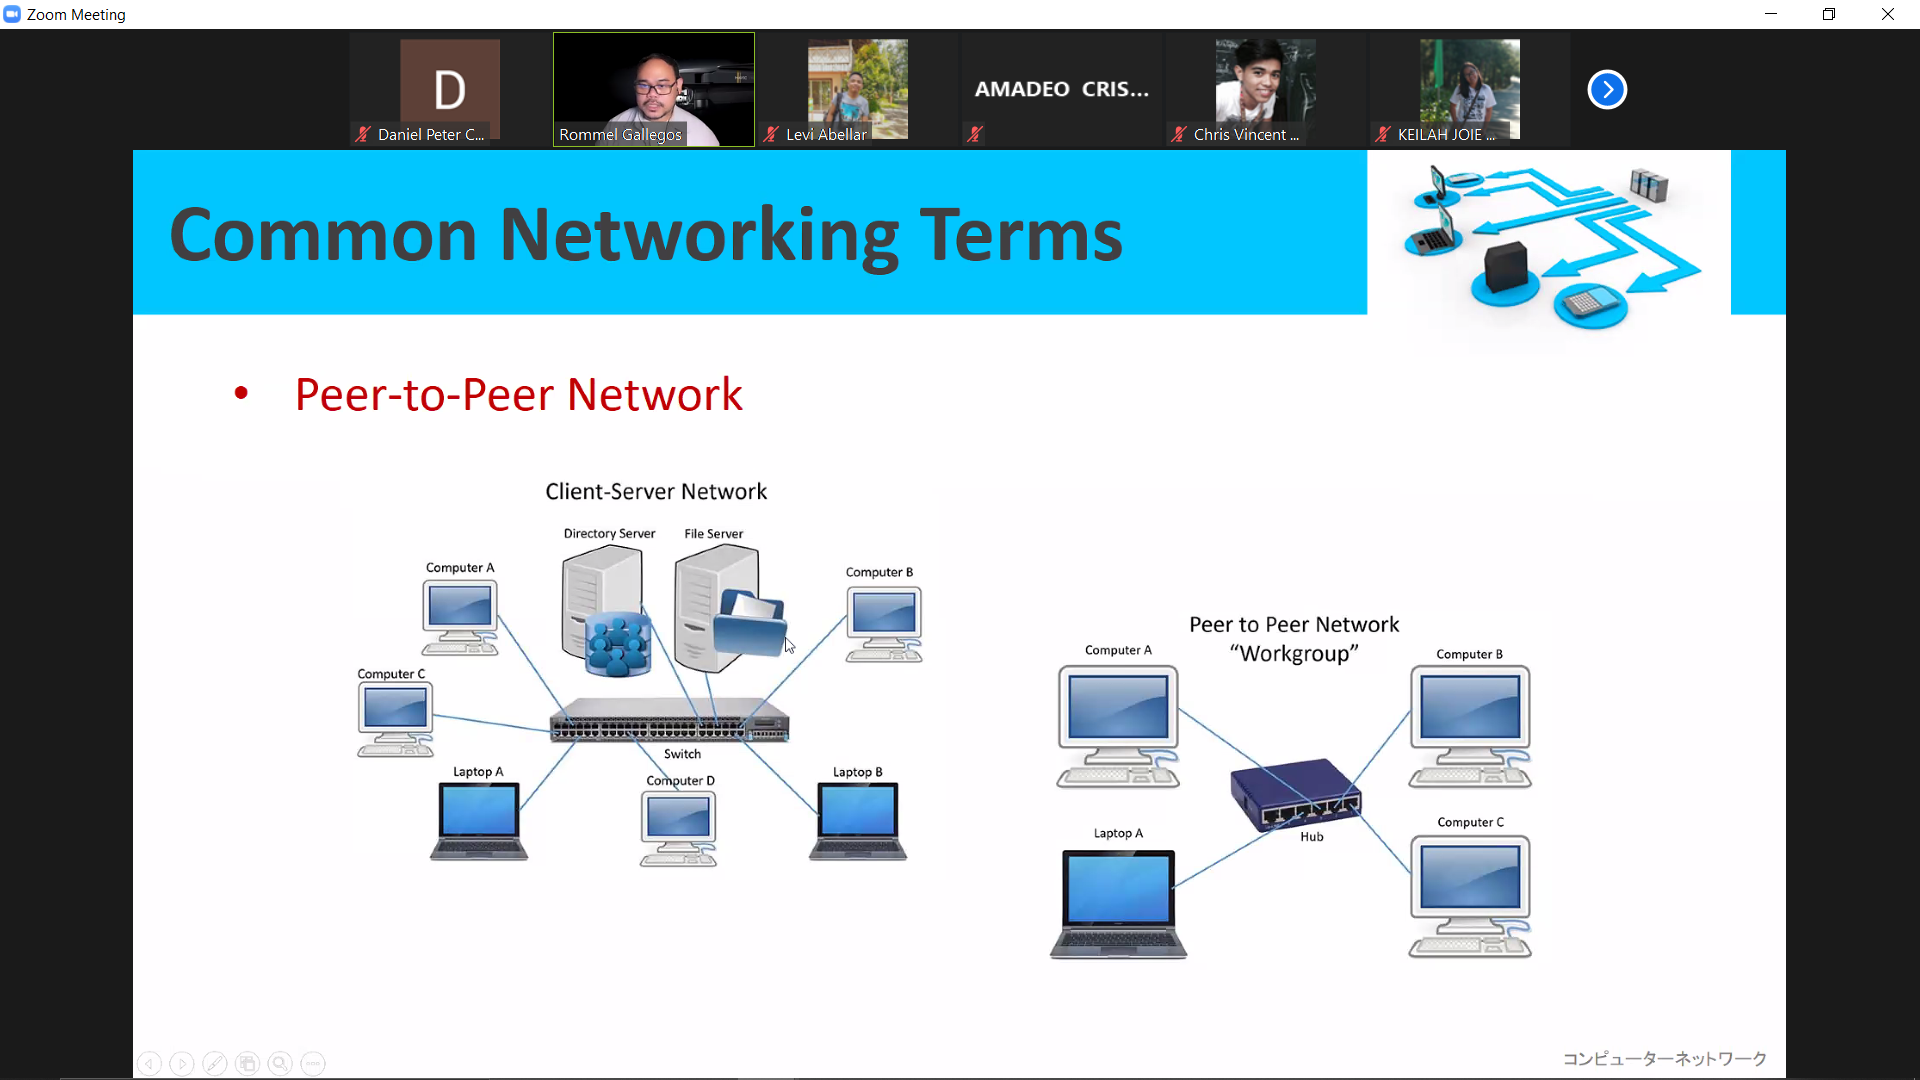 Zoom Meeting
D
AMADEO CRIS...
Daniel Peter C...
Rommel Gallegos
Levi Abellar
Chris Vincent ...
KEILAH JOIE ...
Common Networking Terms
• Peer-to-Peer Network
Client-Server Network
Directory Server
File Server
Computer A
Computer B
Computer C
Switch
Laptop A
Computer D
Laptop B
Peer to Peer Network
“Workgroup”
Computer A
Computer B
Hub
Laptop A
Computer C
コンピューターネットワーク